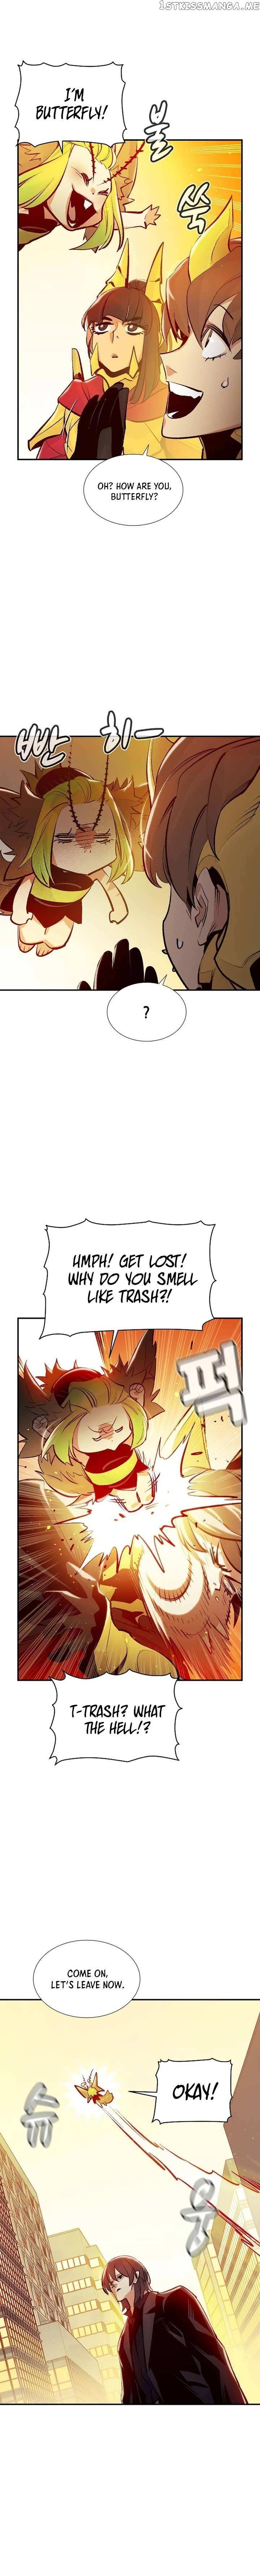 1STKISSMANGA.ME
I'M
BUTTERFLY!
불
쑥
OH? HOW ARE YOU,
BUTTERFLY?
빤
히―
?
HMPH! GET LOST!
WHY DO YOU SMELL
LIKE TRASH?!
퍽
T-TRASH? WHAT
THE HELL!?
COME ON,
LET'S LEAVE NOW.
OKAY!
슈
웅